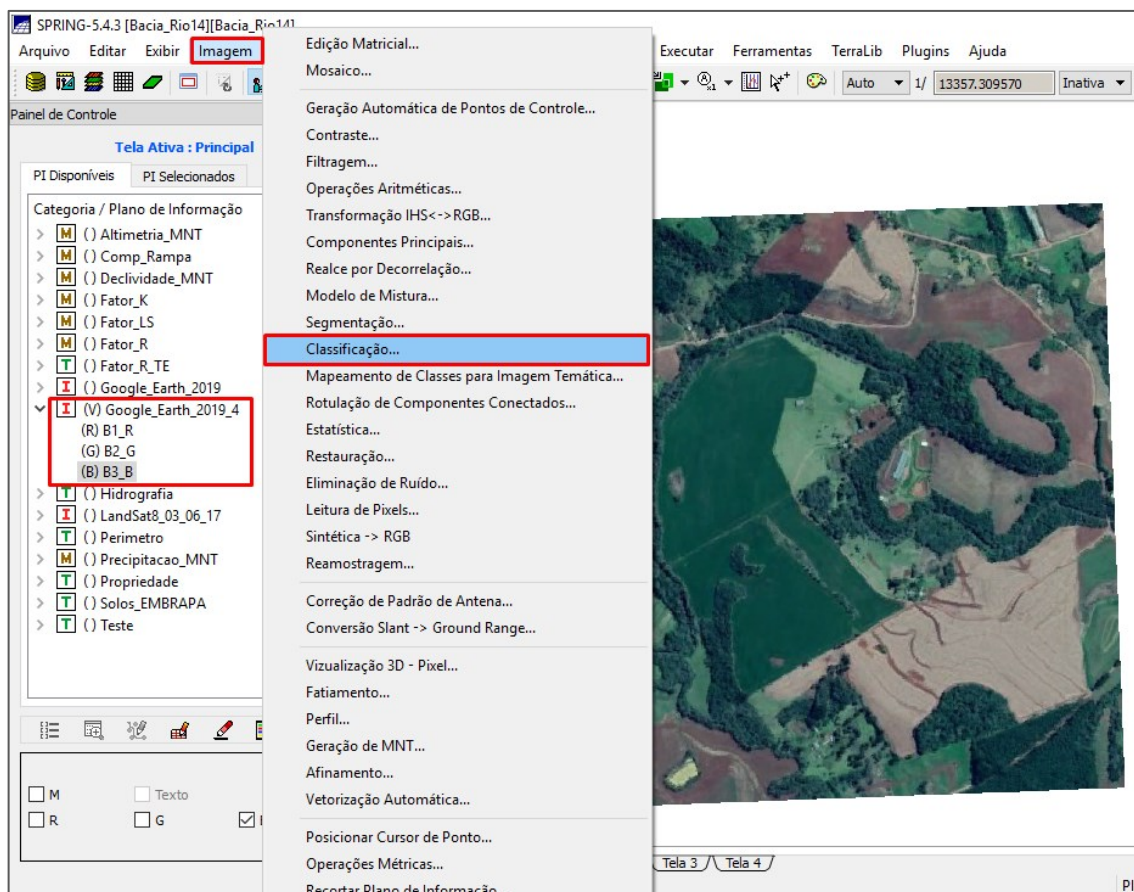 SPRING-5.4.3 [Bacia_Rio14][Bacia_Rio14]
Arquivo Editar Exibir Imagem Executar Ferramentas TerraLib Plugins Ajuda
Auto 1/ 13357.309570 Inativa
Painel de Controle
Tela Ativa : Principal
PI Disponíveis PI Selecionados
Categoria / Plano de Informação
M () Altimetria_MNT
M () Comp_Rampa
M () Declividade_MNT
M () Fator_K
M () Fator_LS
M () Fator_R
T () Fator_R_TE
I () Google_Earth_2019
I (V) Google_Earth_2019_4
(R) B1_R
(G) B2_G
(B) B3_B
T () Hidrografia
I () LandSat8_03_06_17
T () Perimetro
M () Precipitacao_MNT
T () Propriedade
T () Solos_EMBRAPA
T () Teste
M Texto
R G
Edição Matricial...
Mosaico...
Geração Automática de Pontos de Controle...
Contraste...
Filtragem...
Operações Aritméticas...
Transformação IHS<->RGB...
Componentes Principais...
Realce por Decorrelação...
Modelo de Mistura...
Segmentação...
Classificação...
Mapeamento de Classes para Imagem Temática...
Rotulação de Componentes Conectados...
Estatística...
Restauração...
Eliminação de Ruído...
Leitura de Pixels...
Sintética -> RGB
Reamostragem...
Correção de Padrão de Antena...
Conversão Slant -> Ground Range...
Vizualização 3D - Pixel...
Fatiamento...
Perfil...
Geração de MNT...
Afinamento...
Vetorização Automática...
Posicionar Cursor de Ponto...
Operações Métricas...
Recortar Plano de Informação
Tela 3 Tela 4
PI